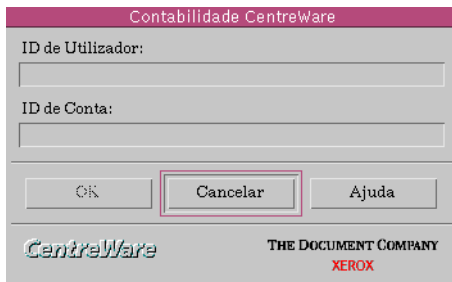 Contabilidade CentreWare
ID de Utilizador:
ID de Conta:
OK Cancelar Ajuda
CentreWare THE DOCUMENT COMPANY
XEROX